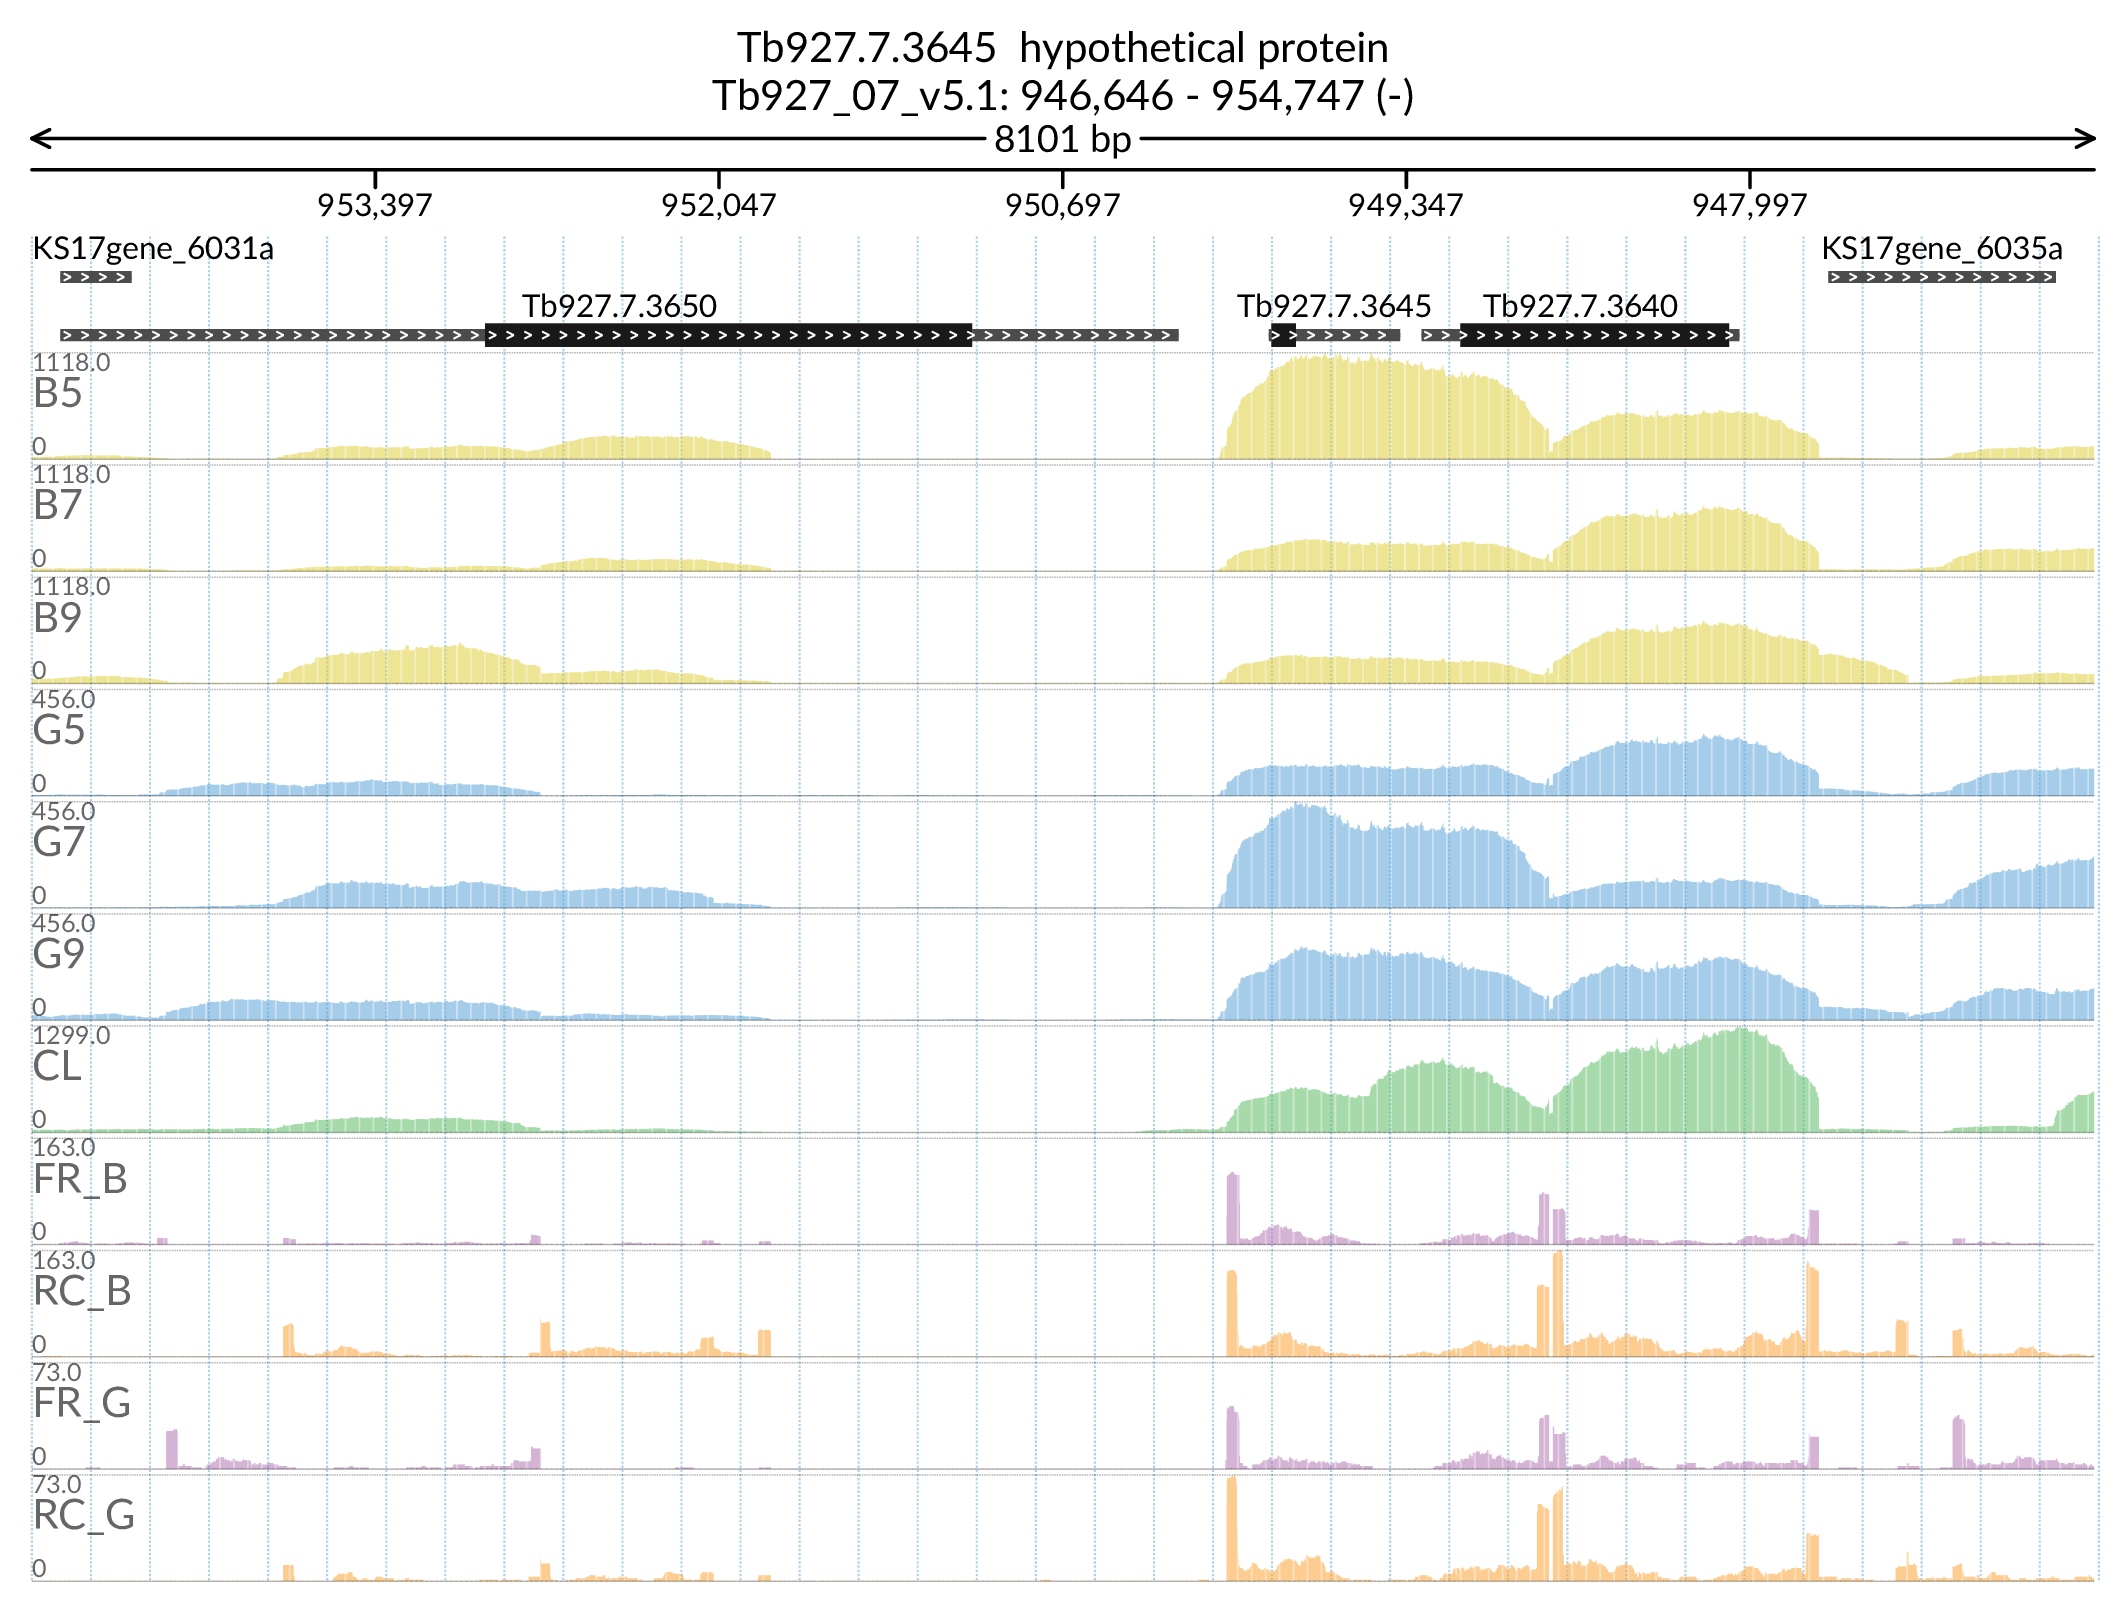 Tb927.7.3645  hypothetical protein
Tb927_07_v5.1: 946,646 - 954,747 (-)
8101 bp
953,397 952,047 950,697 949,347 947,997
KS17gene_6031a KS17gene_6035a
Tb927.7.3650 Tb927.7.3645 Tb927.7.3640
1118.0
B5
0
1118.0
B7
0
1118.0
B9
0
456.0
G5
0
456.0
G7
0
456.0
G9
0
1299.0
CL
0
163.0
FR_B
0
163.0
RC_B
0
73.0
FR_G
0
73.0
RC_G
0